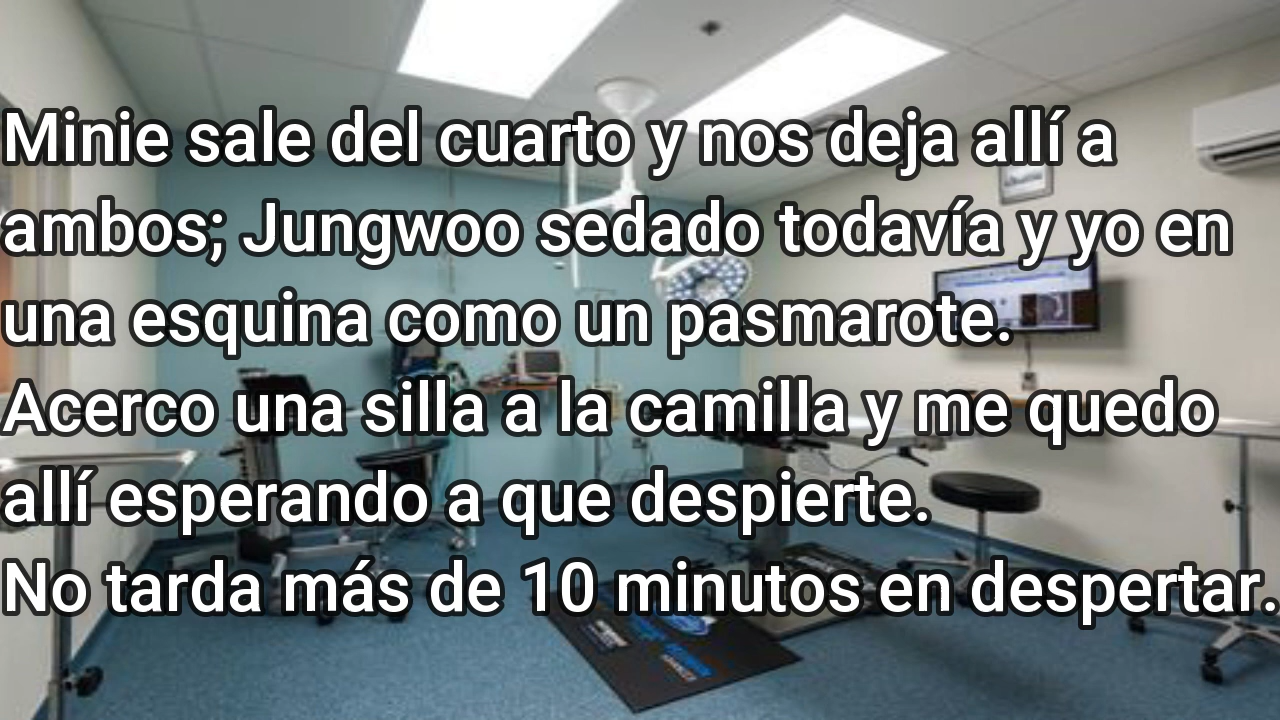 Minie sale del cuarto y nos deja allí a
ambos; Jungwoo sedado todavía y yo en
una esquina como un pasmarote.
Acerco una silla a la camilla y me quedo
allí esperando a que despierte.
No tarda más de 10 minutos en despertar.